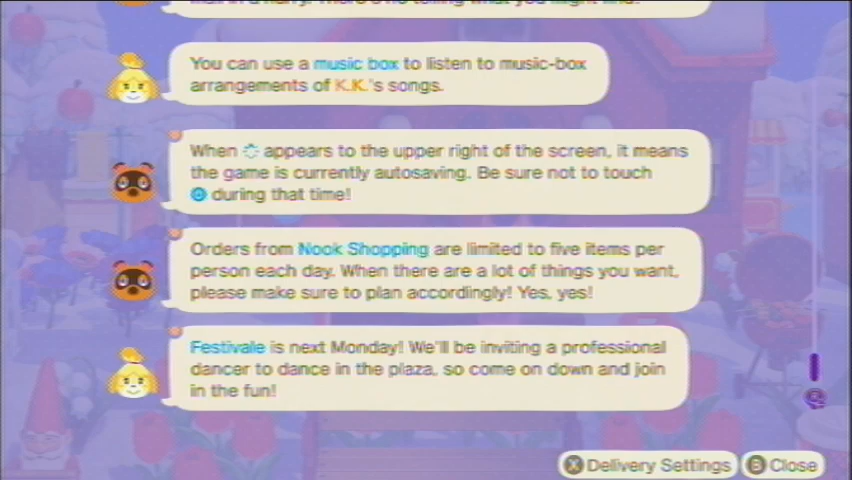 You can use a music box to listen to music-box
arrangements of K.K.'s songs.
When appears to the upper right of the screen, it means
the game is currently autosaving. Be sure not to touch
during that time!
Orders from Nook Shopping are limited to five items per
person each day. When there are a lot of things you want,
please make sure to plan accordingly! Yes, yes!
Festivale is next Monday! We'll be inviting a professional
dancer to dance in the plaza, so come on down and join
in the fun!
X Delivery Settings B Close